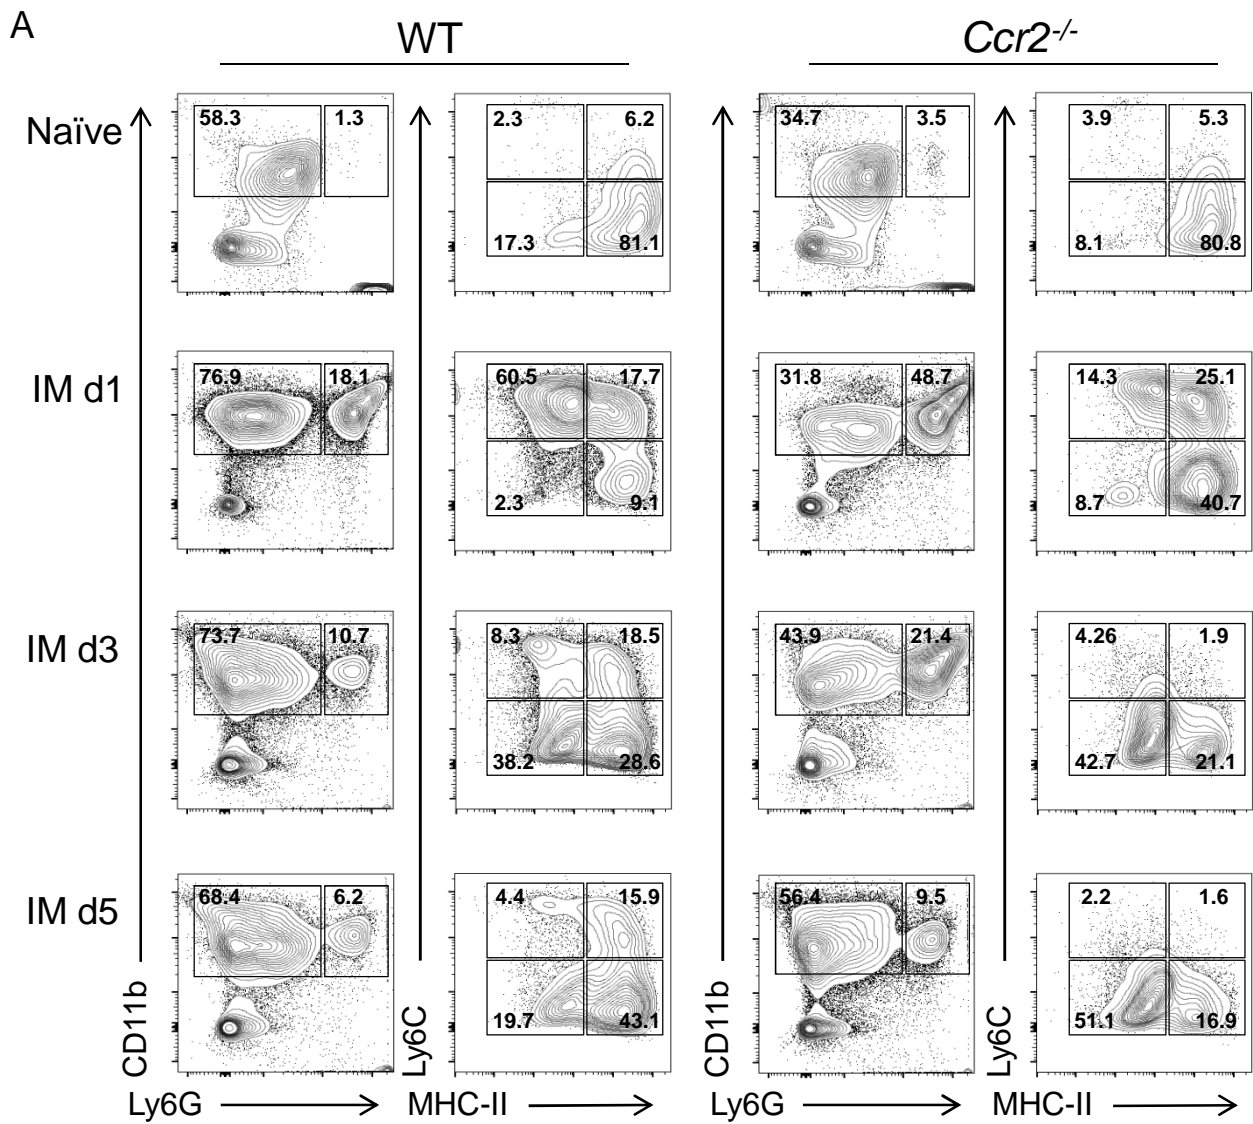 A
WT Ccr2-/-
Naïve
58.3 1.3 2.3 6.2 34.7 3.5 3.9 5.3
17.3 81.1 8.1 80.8
IM d1
76.9 18.1 60.5 17.7 31.8 48.7 14.3 25.1
2.3 9.1 8.7 40.7
IM d3
73.7 10.7 8.3 18.5 43.9 21.4 4.26 1.9
38.2 28.6 42.7 21.1
IM d5
68.4 6.2 4.4 15.9 56.4 9.5 2.2 1.6
19.7 43.1 51.1 16.9
CD11b Ly6C CD11b Ly6C
Ly6G MHC-II Ly6G MHC-II